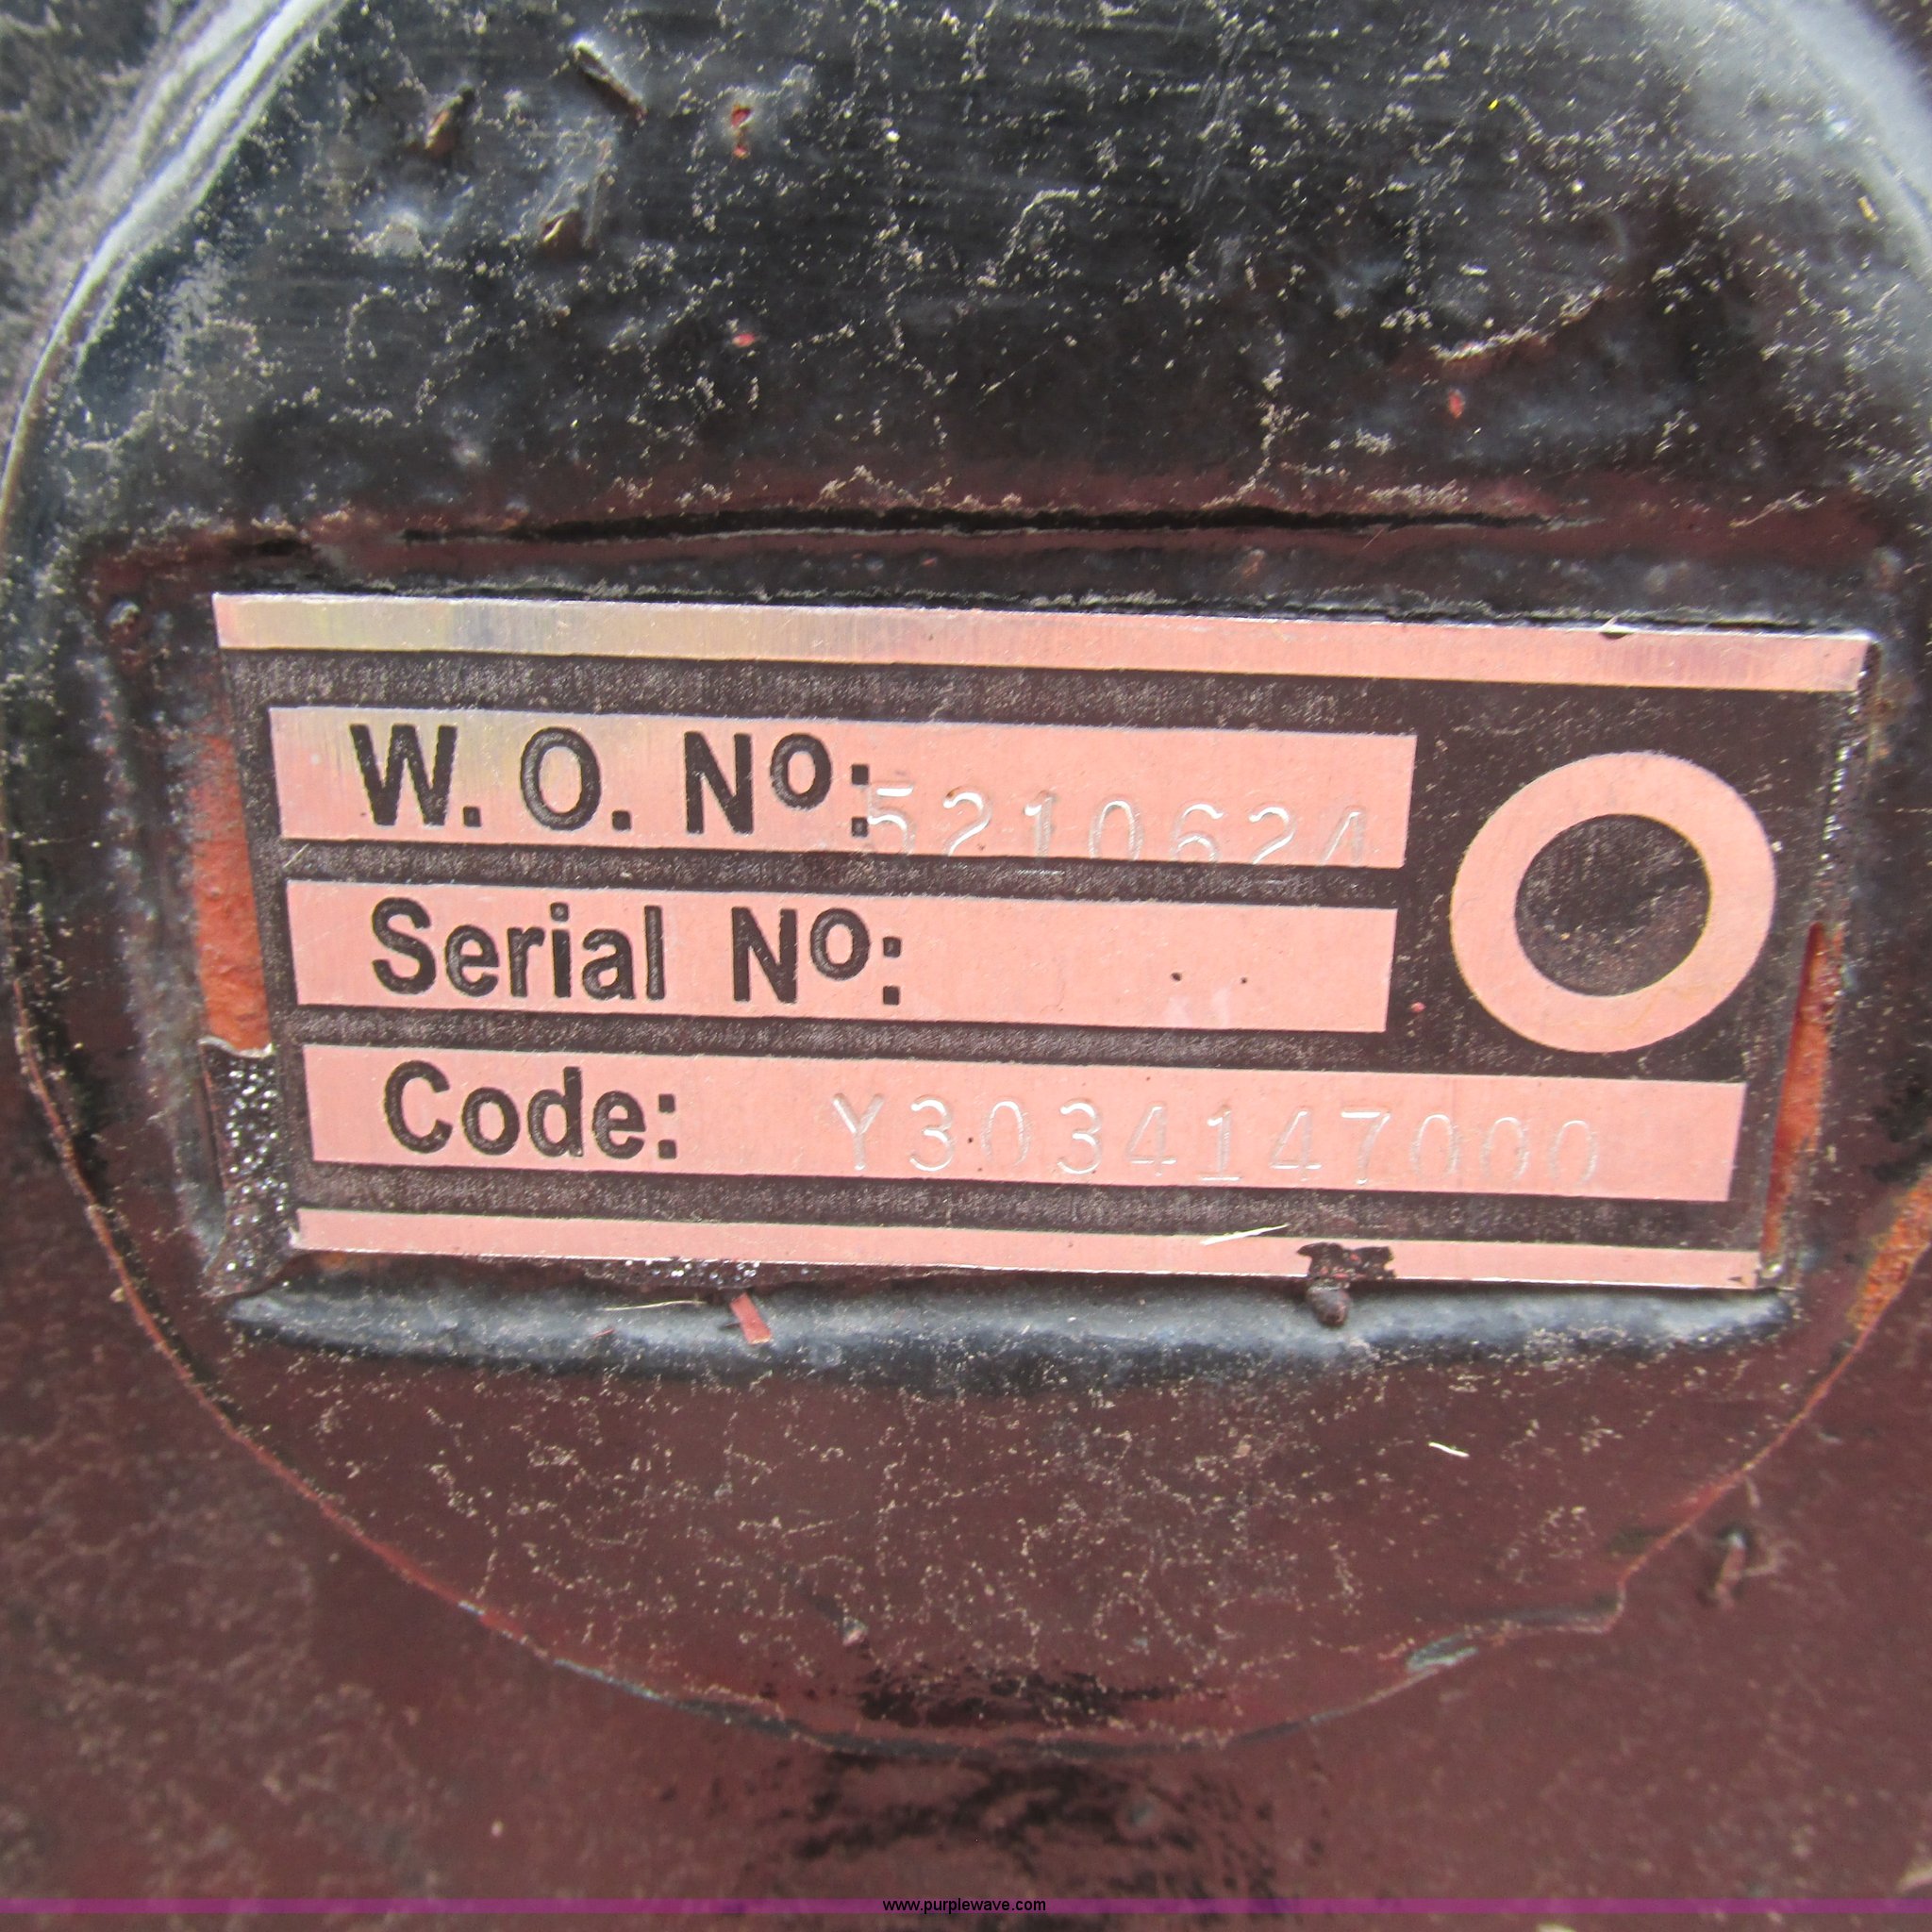 W. O. Nº: 5210624
Serial Nº:
Code: Y3034147000
www.purplewave.com